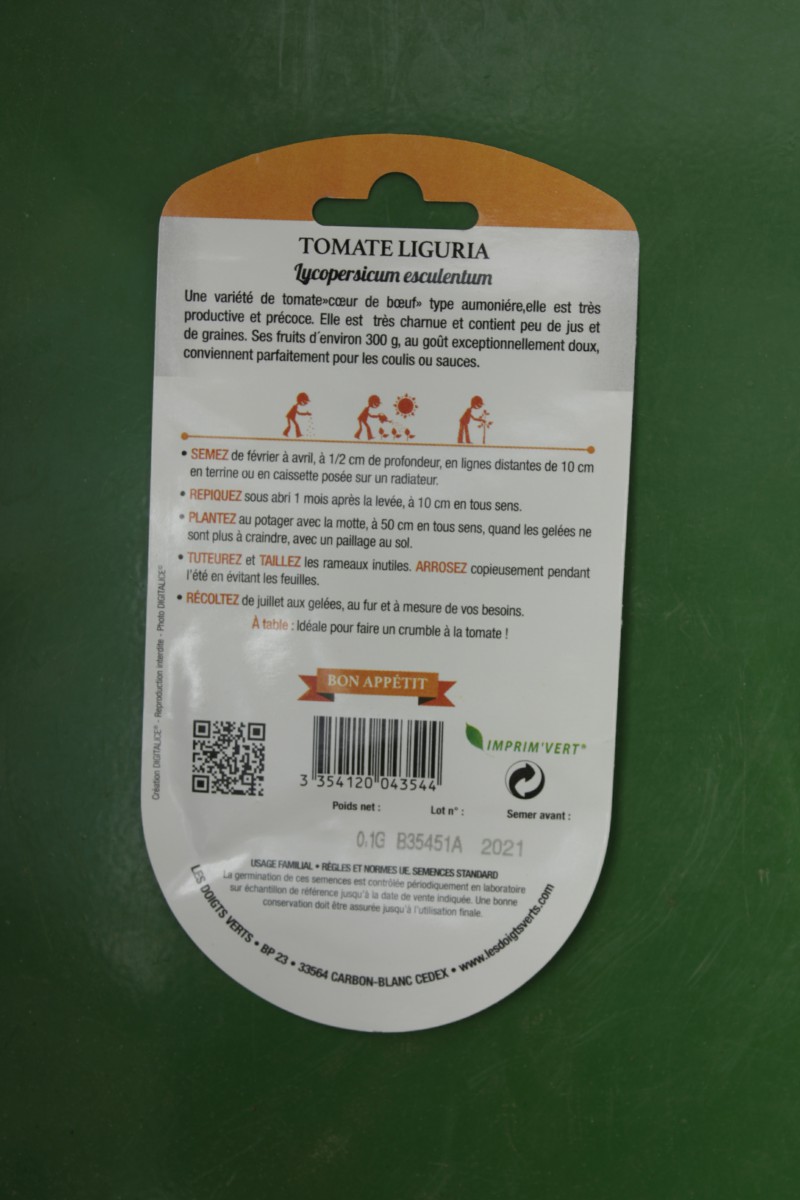 TOMATE LIGURIA
Lycopersicum esculentum
Une variété de tomate»cœur de bœuf» type aumoniére,elle est très
productive et précoce. Elle est très charnue et contient peu de jus et
de graines. Ses fruits d´environ 300 g, au goût exceptionnellement doux,
conviennent parfaitement pour les coulis ou sauces.
• SEMEZ de février à avril, à 1/2 cm de profondeur, en lignes distantes de 10 cm
en terrine ou en caissette posée sur un radiateur.
• REPIQUEZ sous abri 1 mois après la levée, à 10 cm en tous sens.
• PLANTEZ au potager avec la motte, à 50 cm en tous sens, quand les gelées ne
sont plus à craindre, avec un paillage au sol.
• TUTEUREZ et TAILLEZ les rameaux inutiles. ARROSEZ copieusement pendant
l'été en évitant les feuilles.
• RÉCOLTEZ de juillet aux gelées, au fur et à mesure de vos besoins.
À table : Idéale pour faire un crumble à la tomate !
BON APPÉTIT
Création DIGITALICE® - Reproduction interdite - Photo DIGITALICE®
3 354120 043544
IMPRIM'VERT®
Poids net : Lot n° : Semer avant :
0,1G B35451A 2021
USAGE FAMILIAL • RÈGLES ET NORMES UE. SEMENCES STANDARD
La germination de ces semences est contrôlée périodiquement en laboratoire
sur échantillon de référence jusqu'à la date de vente indiquée. Une bonne
conservation doit être assurée jusqu'à l'utilisation finale.
LES DOIGTS VERTS • BP 23 • 33564 CARBON-BLANC CEDEX • www.lesdoigtsverts.com